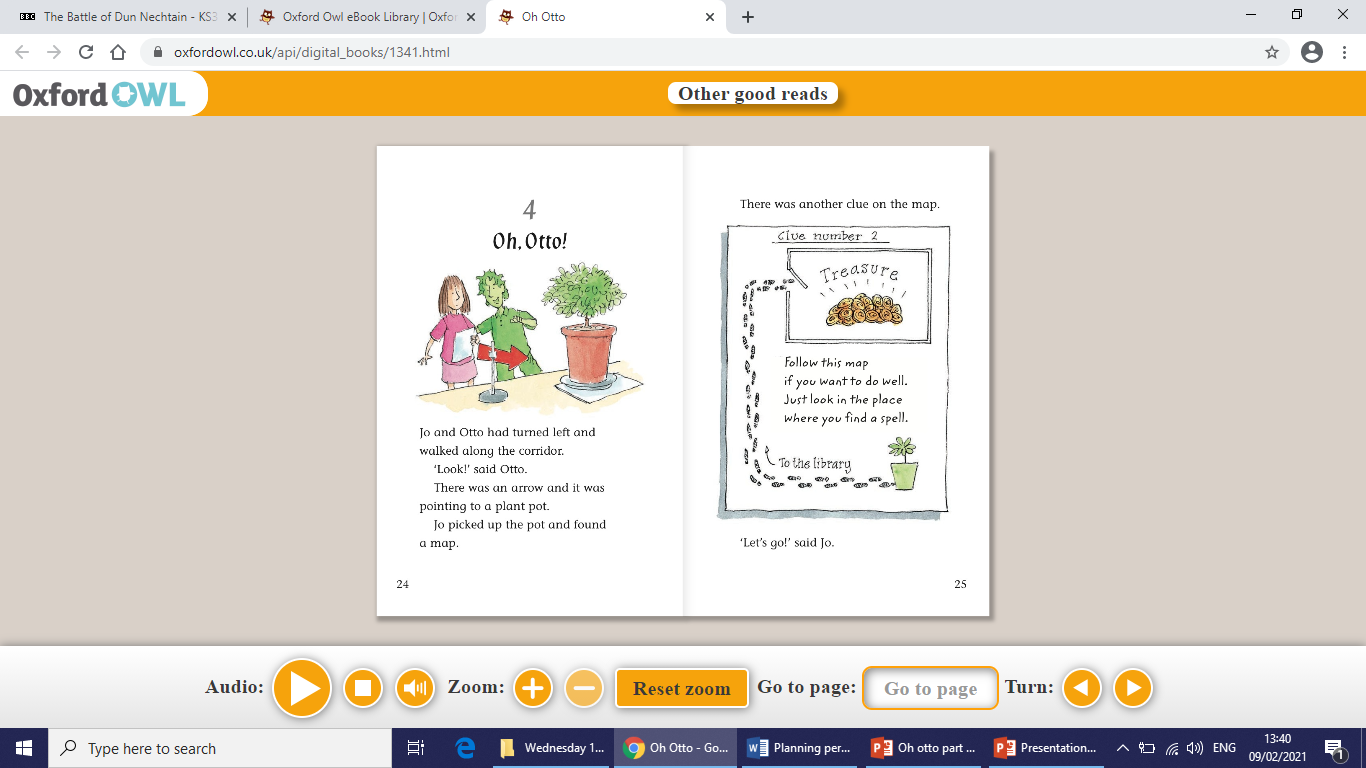 BBC The Battle of Dun Nechtain - KS3
Oxford Owl eBook Library | Oxfor
Oh Otto
oxfordowl.co.uk/api/digital_books/1341.html
Oxford OWL
Other good reads
4
Oh, Otto!
Jo and Otto had turned left and
walked along the corridor.
‘Look!’ said Otto.
There was an arrow and it was
pointing to a plant pot.
Jo picked up the pot and found
a map.
24
There was another clue on the map.
Clue number 2
Treasure
Follow this map
if you want to do well.
Just look in the place
where you find a spell.
To the library
‘Let’s go!’ said Jo.
25
Audio:
Zoom:
Reset zoom
Go to page:
Go to page
Turn:
Type here to search
Wednesday 1...
Oh Otto - Go...
Planning per...
Oh otto part ...
Presentation...
ENG
13:40
09/02/2021
1